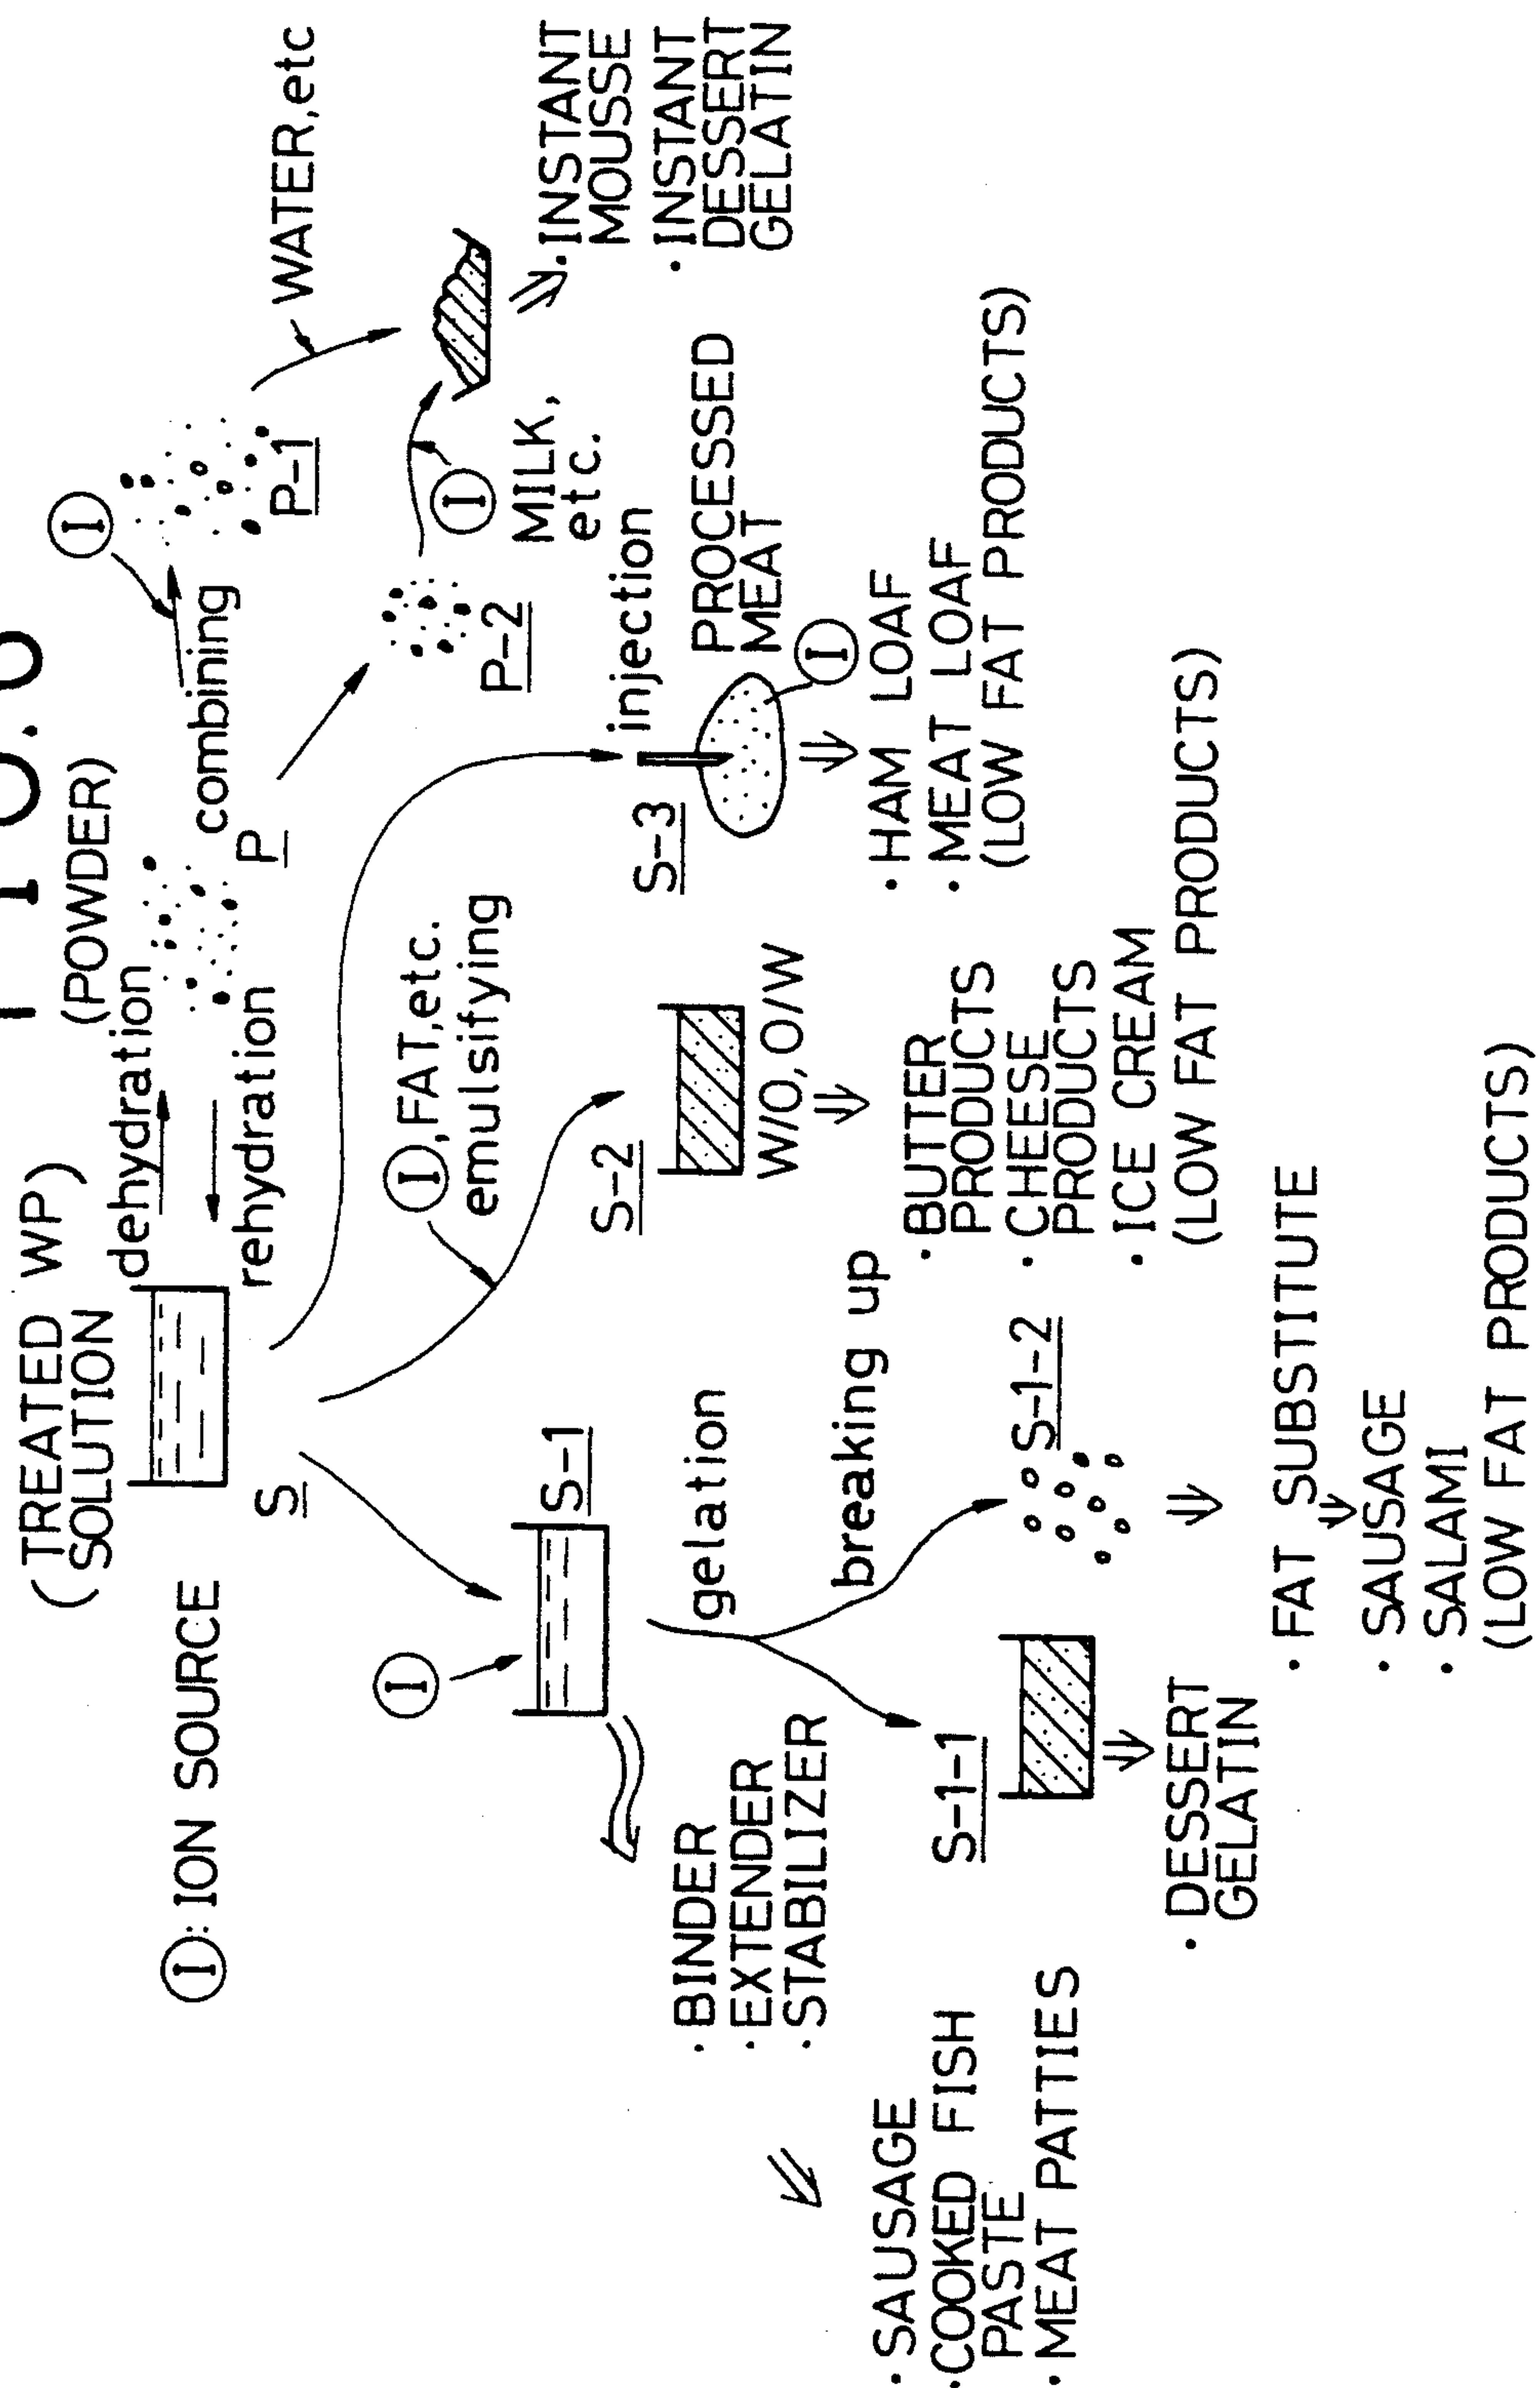 (TREATED WP)
SOLUTION
I: ION SOURCE
S
dehydration
rehydration
(POWDER)
P
combining
I
P-1
WATER,etc
P-2
I
MILK,
etc.
· INSTANT
MOUSSE
· INSTANT
DESSERT
GELATIN
I
S-1
gelation
· BINDER
· EXTENDER
· STABILIZER
· SAUSAGE
· COOKED FISH
PASTE
· MEAT PATTIES
S-1-1
· DESSERT
GELATIN
breaking up
S-1-2
· FAT SUBSTITUTE
· SAUSAGE
· SALAMI
(LOW FAT PRODUCTS)
I,FAT,etc.
emulsifying
S-2
W/O,O/W
· BUTTER
PRODUCTS
· CHEESE
PRODUCTS
· ICE CREAM
(LOW FAT PRODUCTS)
injection
S-3
PROCESSED
MEAT
I
· HAM LOAF
· MEAT LOAF
(LOW FAT PRODUCTS)